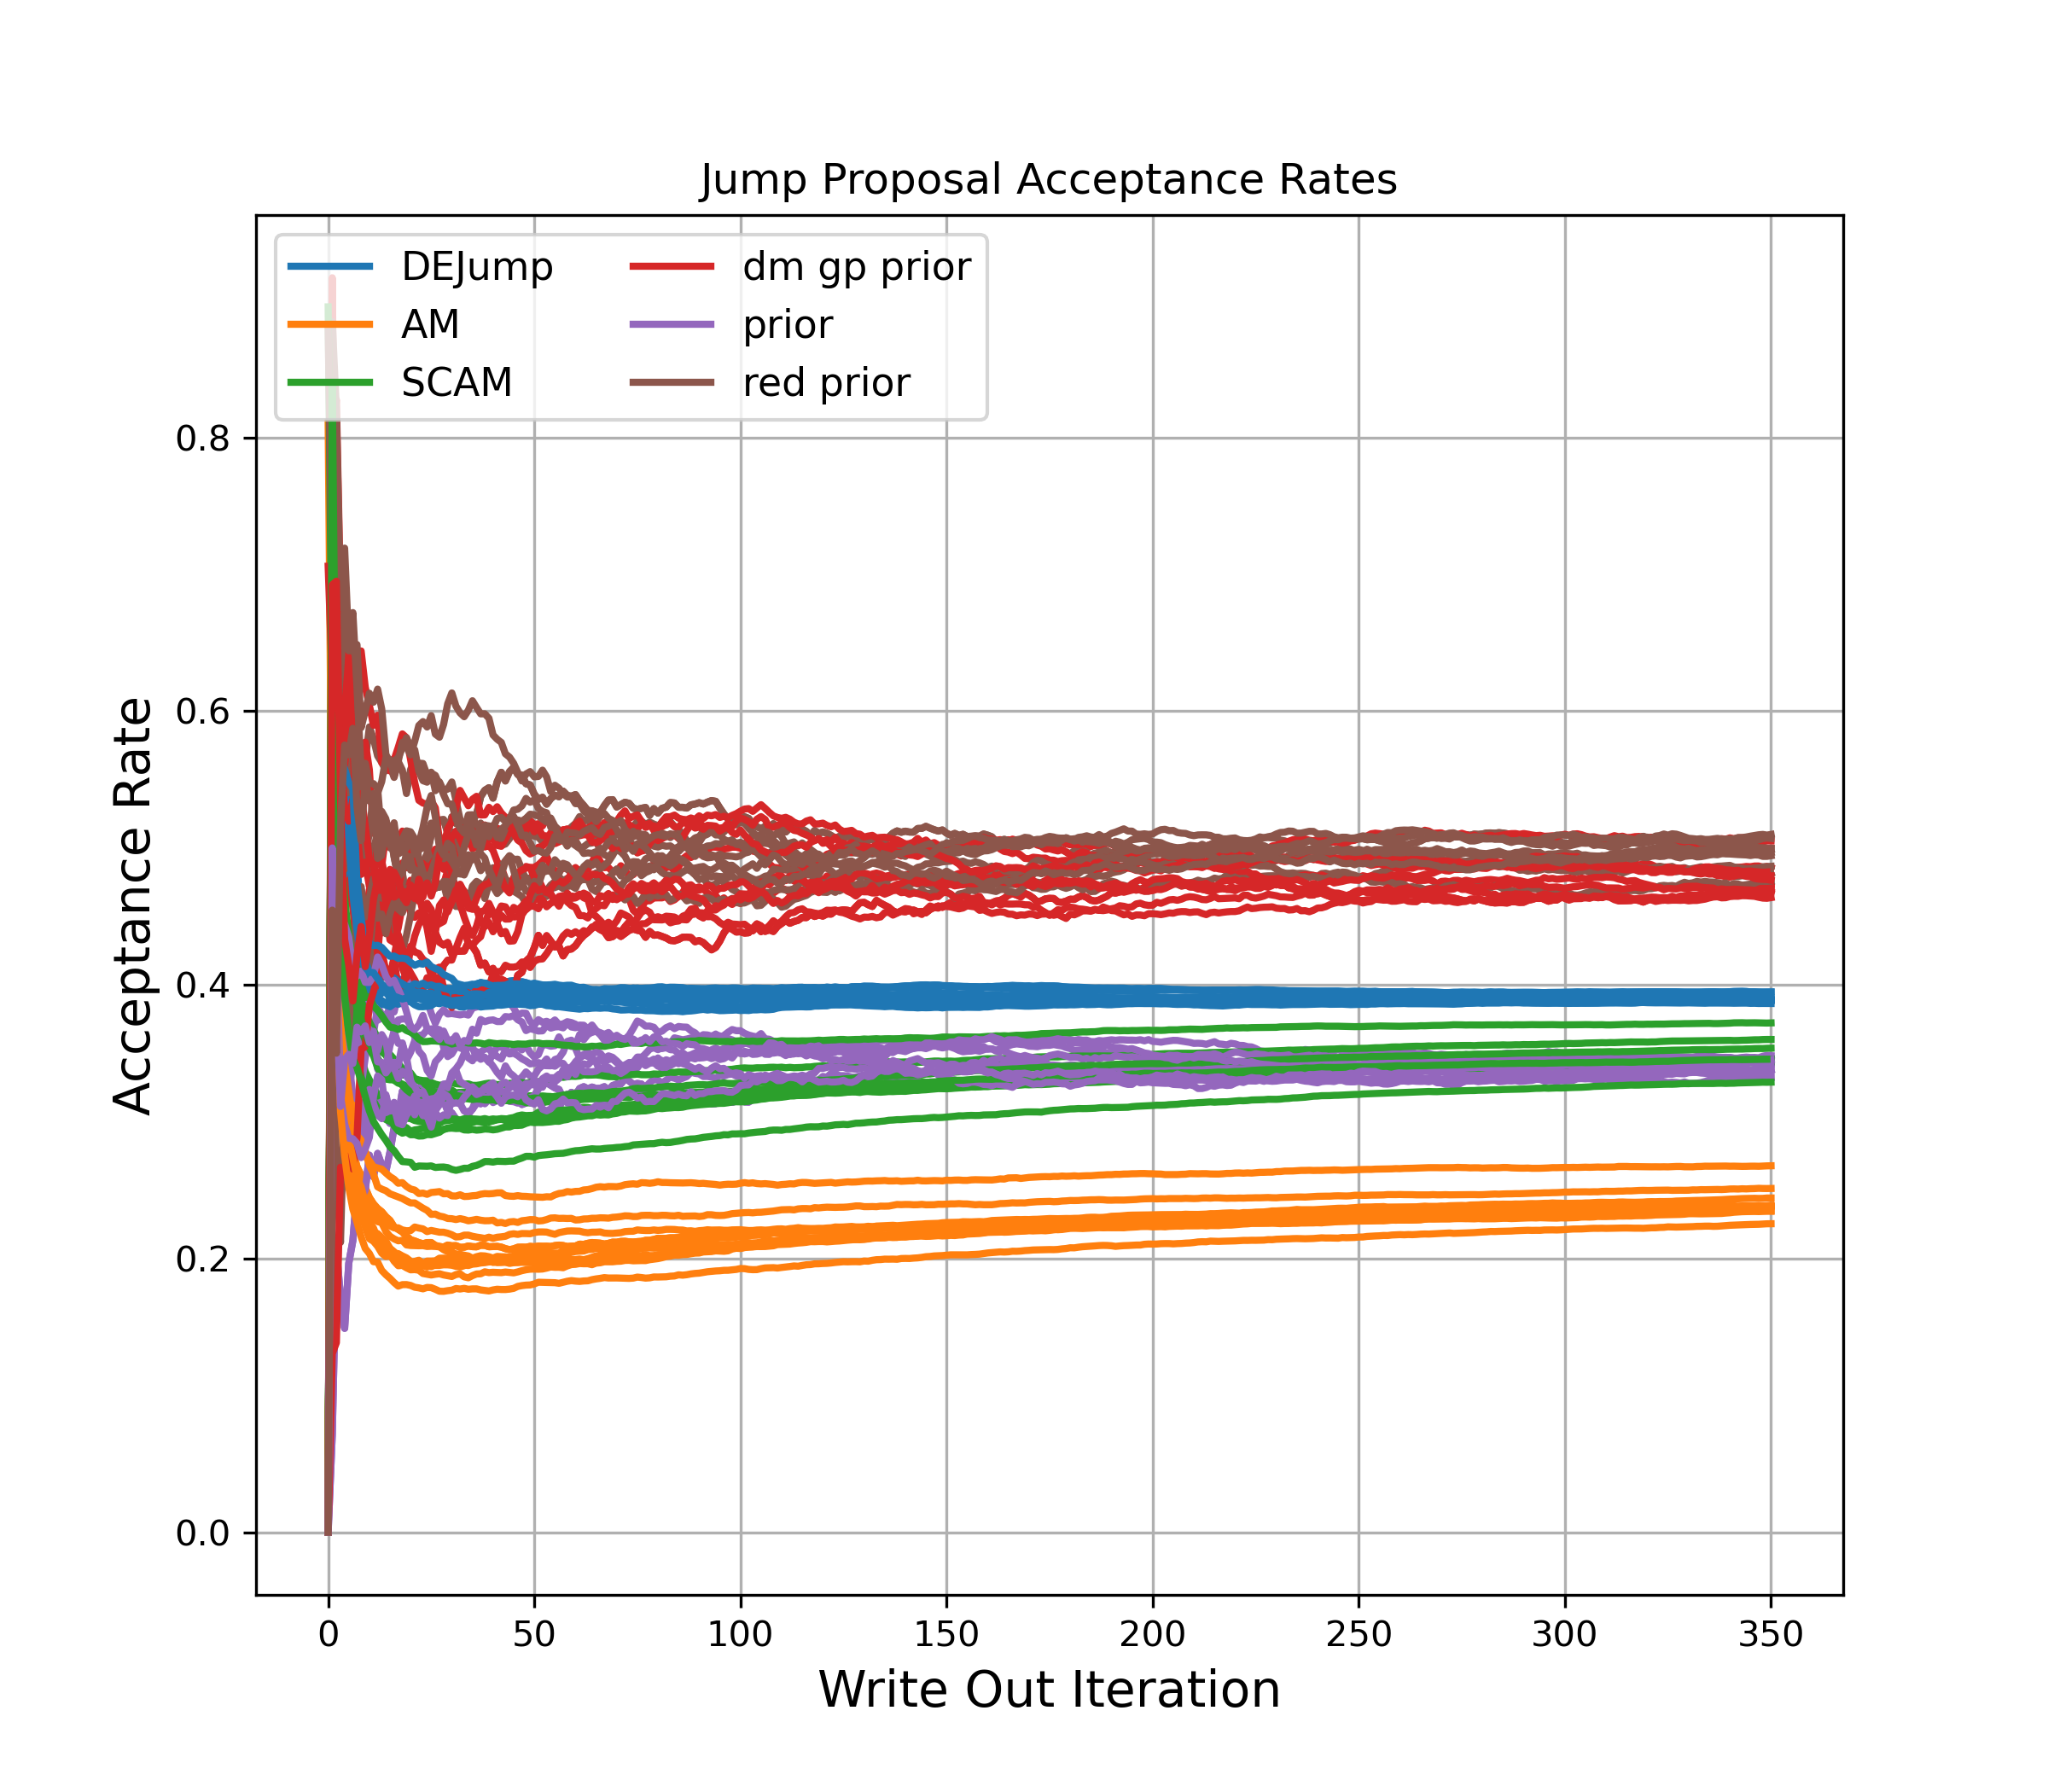 Jump Proposal Acceptance Rates
DEJump
AM
SCAM
dm gp prior
prior
red prior
Acceptance Rate
0.8
0.6
0.4
0.2
0.0
0 50 100 150 200 250 300 350
Write Out Iteration